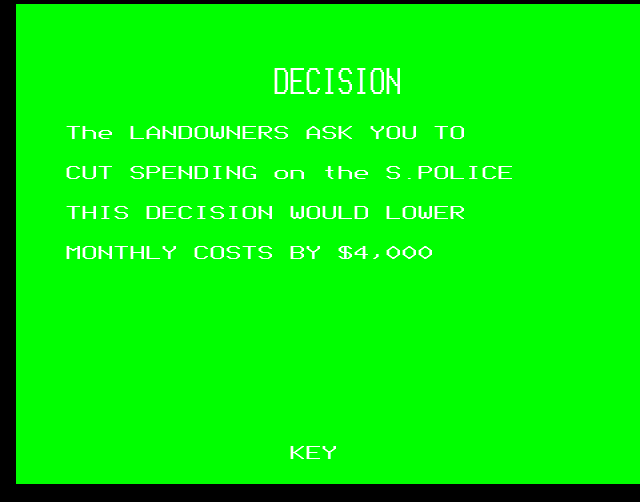 DECISION
The LANDOWNERS ASK YOU TO
CUT SPENDING on the S.POLICE
THIS DECISION WOULD LOWER
MONTHLY COSTS BY $4,000
KEY